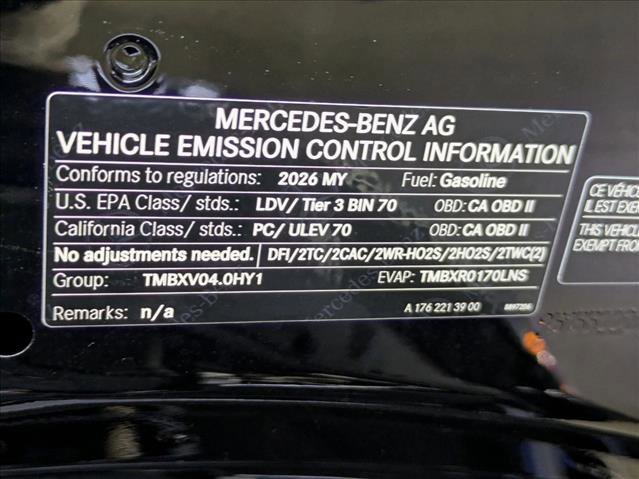 MERCEDES-BENZ AG
VEHICLE EMISSION CONTROL INFORMATION
Conforms to regulations: 2026 MY Fuel: Gasoline
U.S. EPA Class/ stds.: LDV/ Tier 3 BIN 70 OBD: CA OBD II
California Class/ stds.: PC/ ULEV 70 OBD: CA OBD II
No adjustments needed. DFI/2TC/2CAC/2WR-HO2S/2HO2S/2TWC(2)
Group: TMBXV04.0HY1 EVAP: TMBXR0170LNS
Remarks: n/a A 176 221 39 00
CE VÉHIC
IL EST EXE
THIS VEHICL
EXEMPT FROM